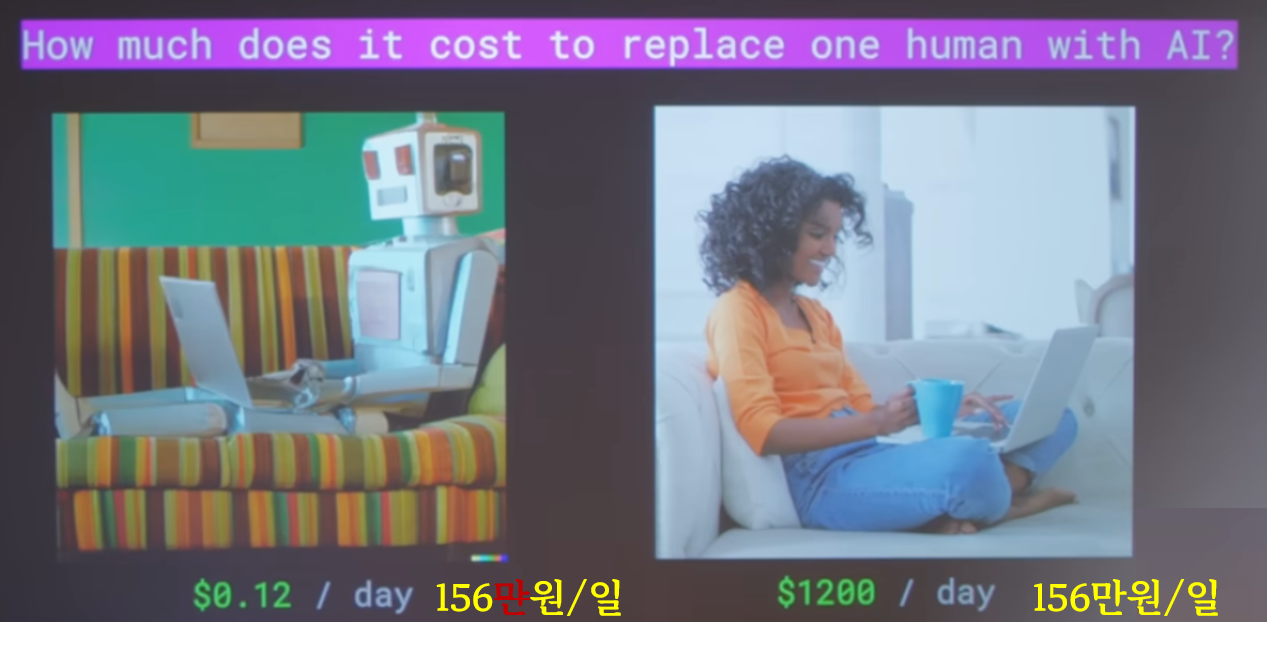 How much does it cost to replace one human with AI?
$0.12 / day 156만원/일
$1200 / day 156만원/일